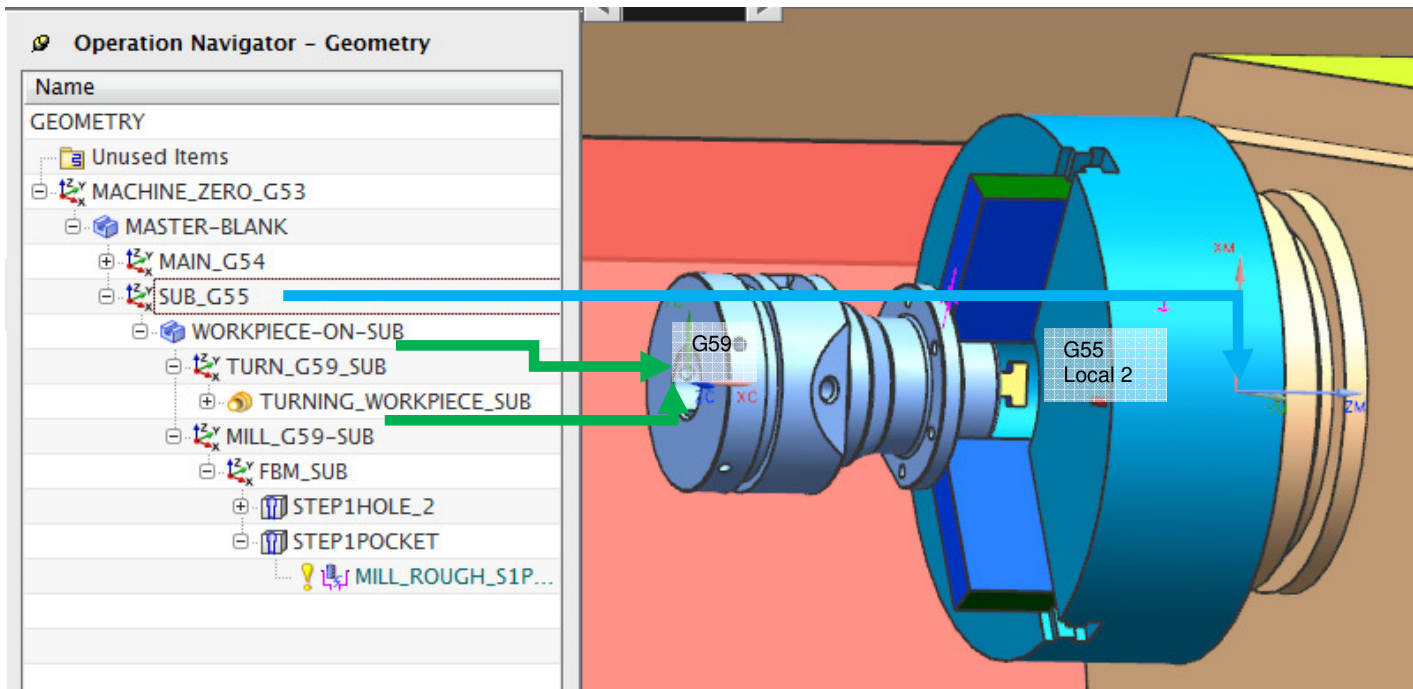 Operation Navigator - Geometry
Name
GEOMETRY
Unused Items
MACHINE_ZERO_G53
MASTER-BLANK
MAIN_G54
SUB_G55
WORKPIECE-ON-SUB
TURN_G59_SUB
TURNING_WORKPIECE_SUB
MILL_G59-SUB
FBM_SUB
STEP1HOLE_2
STEP1POCKET
MILL_ROUGH_S1P...
G59
XC
G55
Local 2
XM
ZM